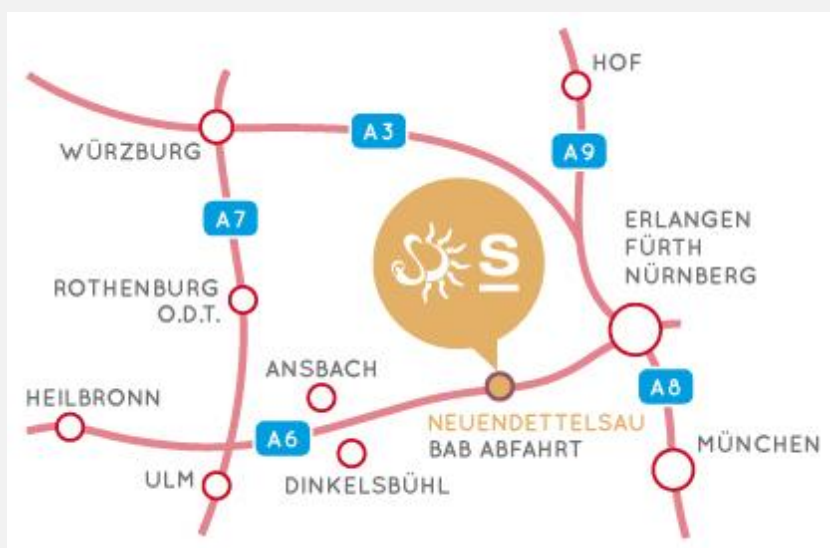 HOF
A3
WÜRZBURG
A9
A7
S
ERLANGEN
FÜRTH
NÜRNBERG
ROTHENBURG
O.D.T.
ANSBACH
A8
HEILBRONN
NEUENDETTELSAU
BAB ABFAHRT
A6
MÜNCHEN
ULM
DINKELSBÜHL